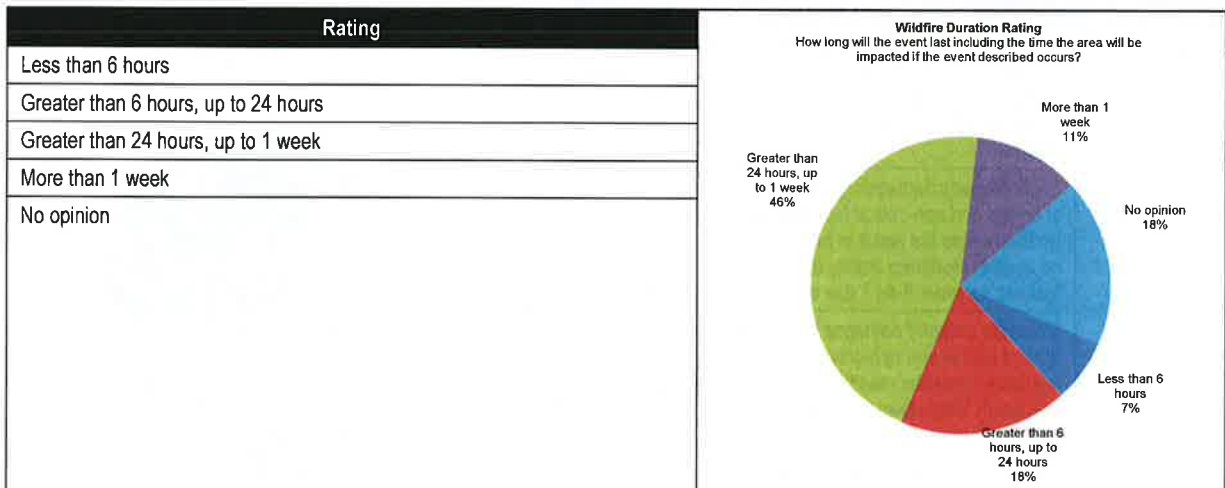 Rating
Less than 6 hours
Greater than 6 hours, up to 24 hours
Greater than 24 hours, up to 1 week
More than 1 week
No opinion
Wildfire Duration Rating
How long will the event last including the time the area will be
impacted if the event described occurs?
More than 1
week
11%
Greater than
24 hours, up
to 1 week
46%
No opinion
18%
Less than 6
hours
7%
Greater than 6
hours, up to
24 hours
18%